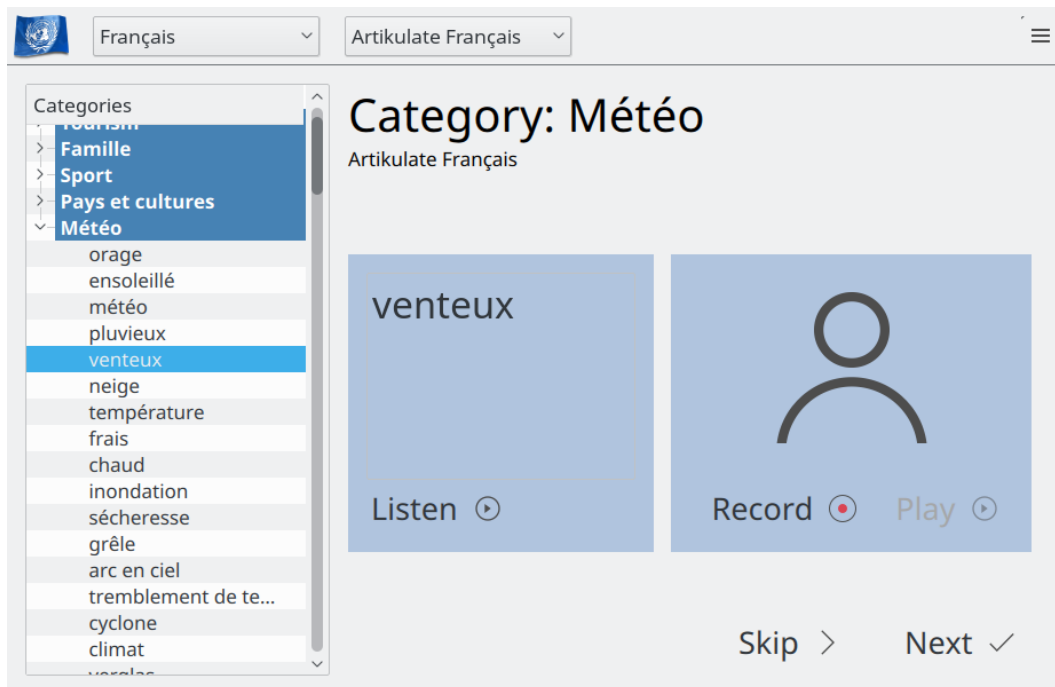 Français
Artikulate Français
Categories
Tourism
Famille
Sport
Pays et cultures
Météo
orage
ensoleillé
météo
pluvieux
venteux
neige
température
frais
chaud
inondation
sécheresse
grêle
arc en ciel
tremblement de te...
cyclone
climat
verglas
Category: Météo
Artikulate Français
venteux
Listen
Record
Play
Skip
Next